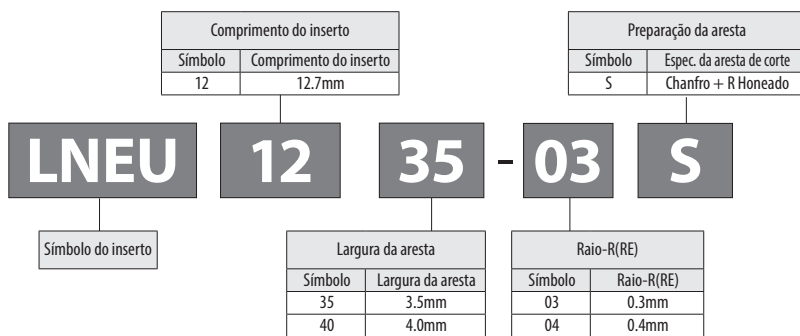 Comprimento do inserto
Símbolo Comprimento do inserto
12 12.7mm
Preparação da aresta
Símbolo Espec. da aresta de corte
S Chanfro + R Honeado
LNEU 12 35 - 03 S
Símbolo do inserto
Largura da aresta
Símbolo Largura da aresta
35 3.5mm
40 4.0mm
Raio-R(RE)
Símbolo Raio-R(RE)
03 0.3mm
04 0.4mm